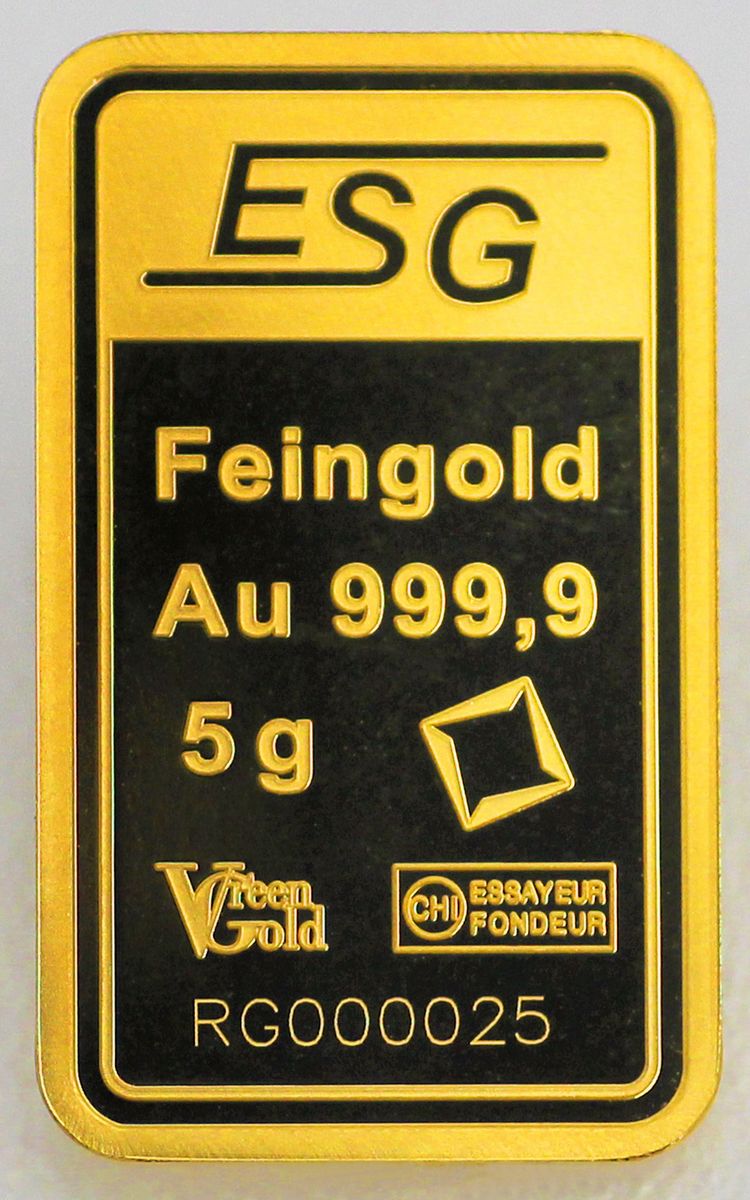 ESG
Feingold
Au 999,9
5 g
Green
Gold
CHI ESSAYEUR
FONDEUR
RG000025